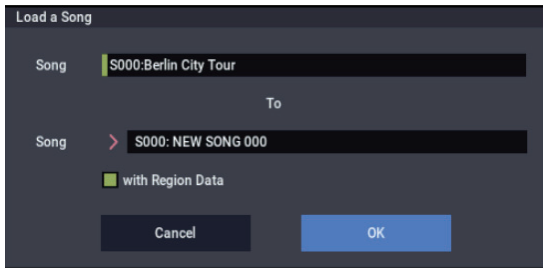 Load a Song
Song S000:Berlin City Tour
To
Song S000: NEW SONG 000
with Region Data
Cancel OK